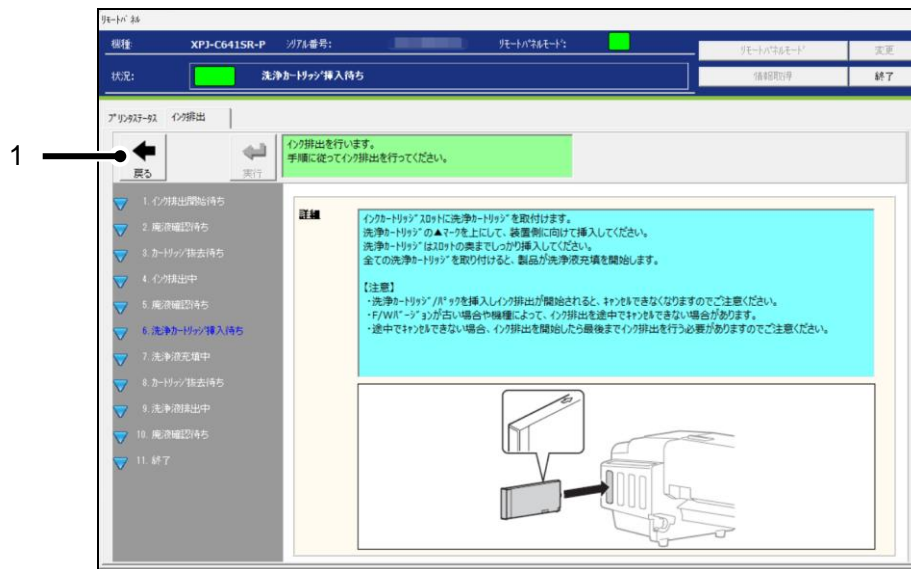 リモートパネル
機種:
XPJ-C641SR-P
シリアル番号:
リモートパネルモード:
リモートパネルモード
変更
状況:
洗浄カートリッジ挿入待ち
情報取得
終了
プリンタステータス
インク排出
1
戻る
実行
インク排出を行います。
手順に従ってインク排出を行ってください。
1. インク排出開始待ち
2. 廃液確認待ち
3. カートリッジ抜去待ち
4. インク排出中
5. 廃液確認待ち
6. 洗浄カートリッジ挿入待ち
7. 洗浄液充填中
8. カートリッジ抜去待ち
9. 洗浄液排出中
10. 廃液確認待ち
11. 終了
詳細
インクカートリッジスロットに洗浄カートリッジを取付けます。
洗浄カートリッジの▲マークを上にして、装置側に向けて挿入してください。
洗浄カートリッジはスロットの奥までしっかり挿入してください。
全ての洗浄カートリッジを取り付けると、製品が洗浄液充填を開始します。
【注意】
・洗浄カートリッジ/パックを挿入しインク排出が開始されると、キャンセルできなくなりますのでご注意ください。
・F/Wバージョンが古い場合や機種によって、インク排出を途中でキャンセルできない場合があります。
・途中でキャンセルできない場合、インク排出を開始したら最後までインク排出を行う必要がありますのでご注意ください。